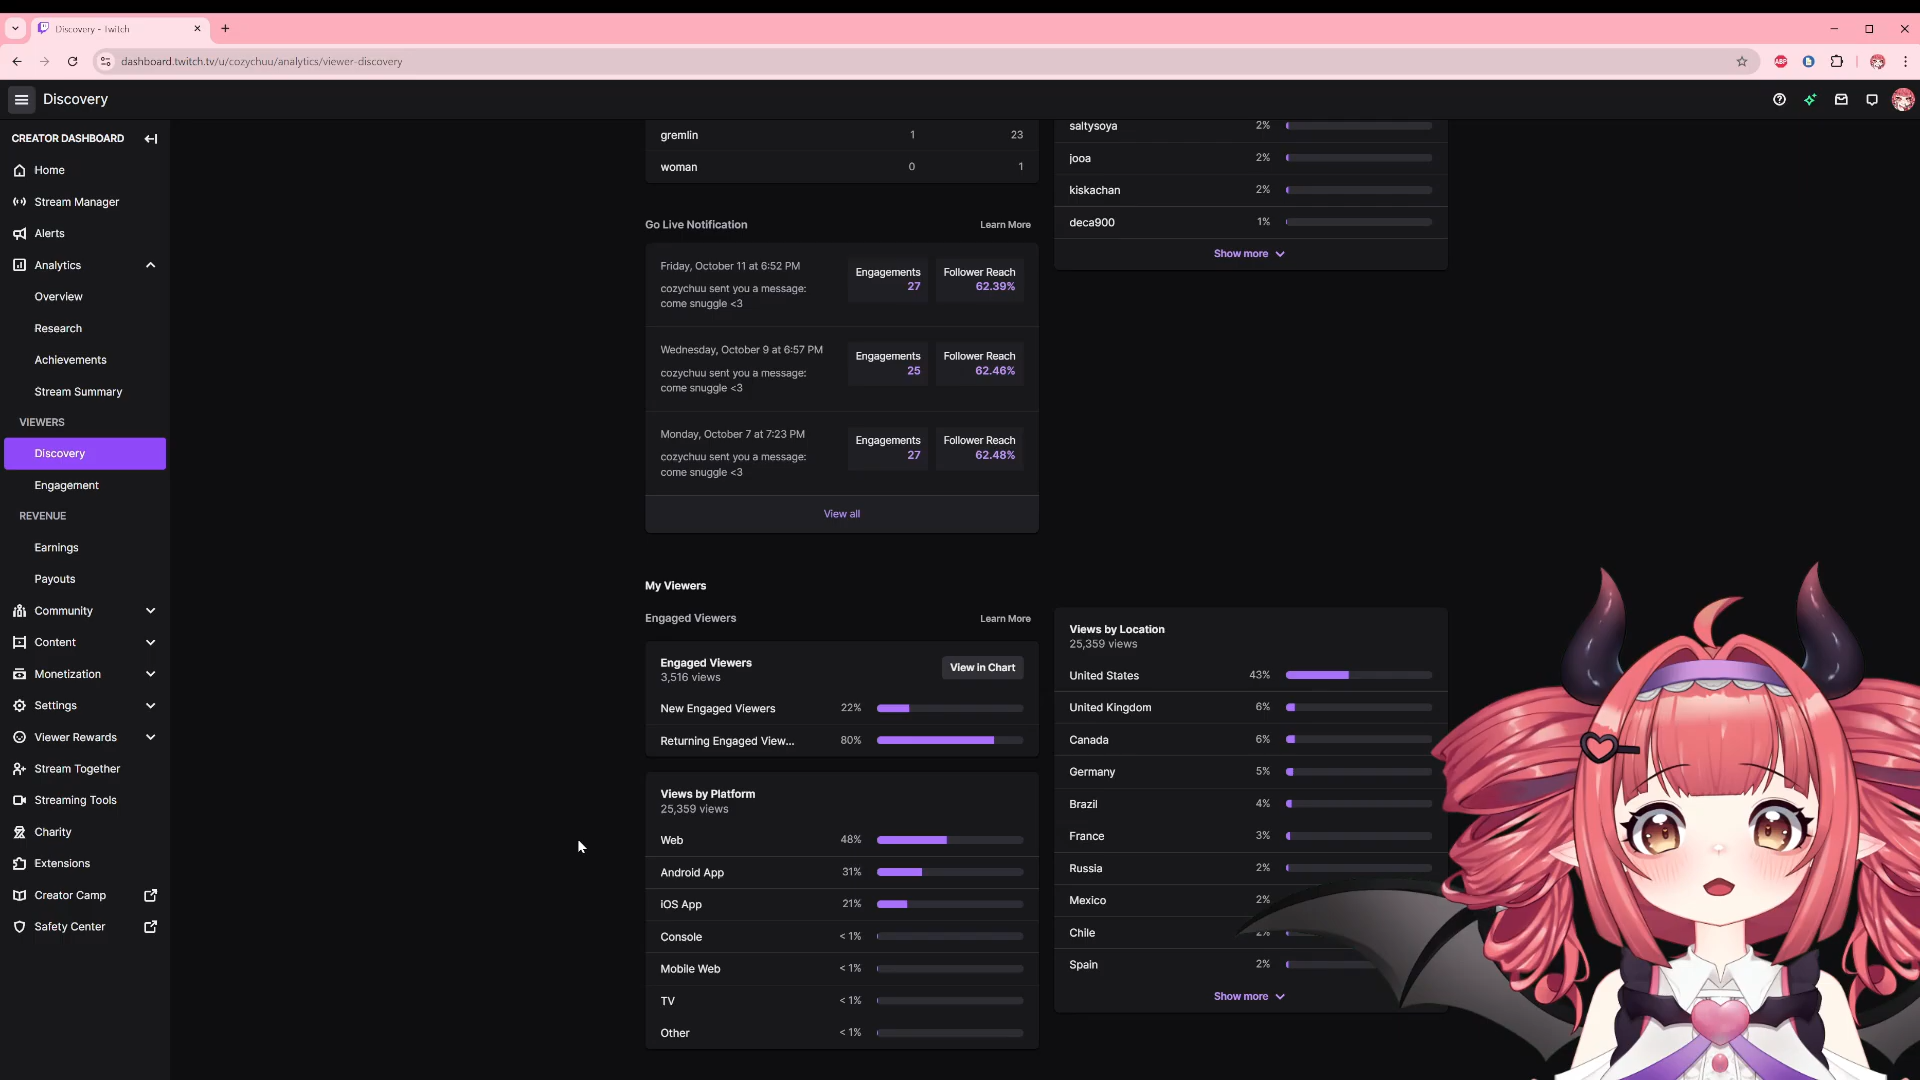 Discovery - Twitch
dashboard.twitch.tv/u/cozychuu/analytics/viewer-discovery
ABP
Discovery
CREATOR DASHBOARD
Home
Stream Manager
Alerts
Analytics
Overview
Research
Achievements
Stream Summary
VIEWERS
Discovery
Engagement
REVENUE
Earnings
Payouts
Community
Content
Monetization
Settings
Viewer Rewards
Stream Together
Streaming Tools
Charity
Extensions
Creator Camp
Safety Center
gremlin 1 23
woman 0 1
Go Live Notification Learn More
Friday, October 11 at 6:52 PM
cozychuu sent you a message:
come snuggle <3
Engagements
27
Follower Reach
62.39%
Wednesday, October 9 at 6:57 PM
cozychuu sent you a message:
come snuggle <3
Engagements
25
Follower Reach
62.46%
Monday, October 7 at 7:23 PM
cozychuu sent you a message:
come snuggle <3
Engagements
27
Follower Reach
62.48%
View all
saltysoya 2%
jooa 2%
kiskachan 2%
deca900 1%
Show more
My Viewers
Engaged Viewers Learn More
Engaged Viewers
3,516 views
View in Chart
New Engaged Viewers 22%
Returning Engaged View... 80%
Views by Platform
25,359 views
Web 48%
Android App 31%
iOS App 21%
Console < 1%
Mobile Web < 1%
TV < 1%
Other < 1%
Views by Location
25,359 views
United States 43%
United Kingdom 6%
Canada 6%
Germany 5%
Brazil 4%
France 3%
Russia 2%
Mexico 2%
Chile 2%
Spain 2%
Show more